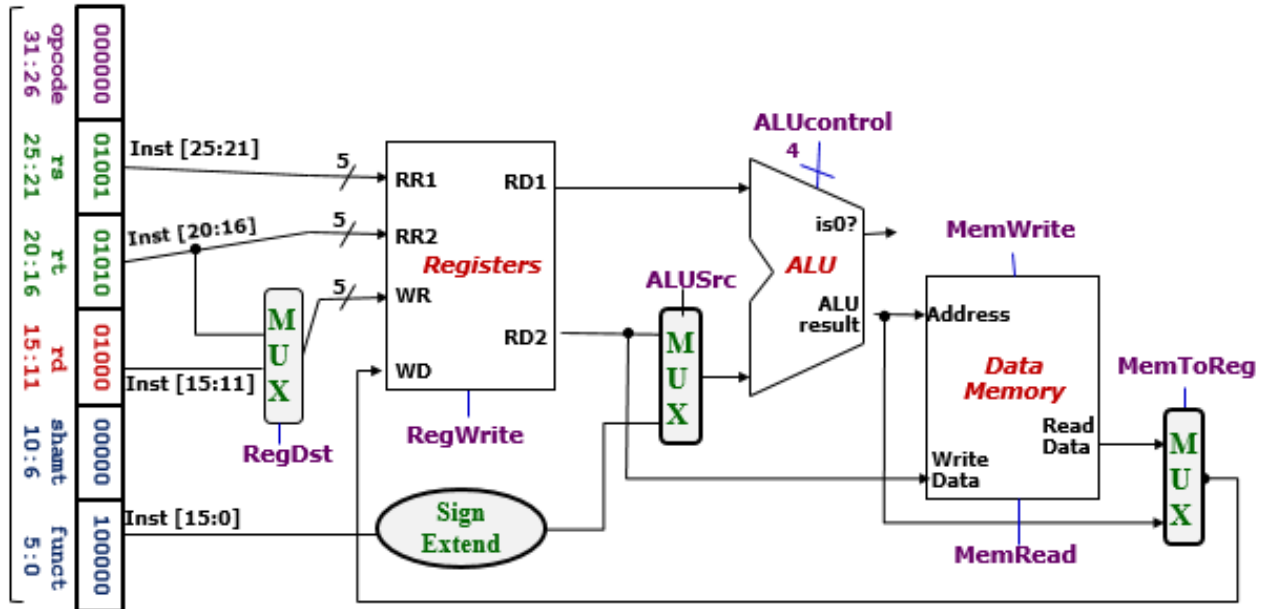 opcode
31:26
000000
rs
25:21
01001
rt
20:16
01010
rd
15:11
01000
shamt
10:6
00000
funct
5:0
100000
Inst [25:21]
5
Inst [20:16]
5
5
Inst [15:11]
MUX
RegDst
Inst [15:0]
RR1
RD1
RR2
Registers
WR
RD2
WD
RegWrite
Sign
Extend
ALUSrc
MUX
ALUcontrol
4
is0?
ALU
ALU
result
MemWrite
Address
Data
Memory
Read
Data
Write
Data
MemRead
MemToReg
MUX